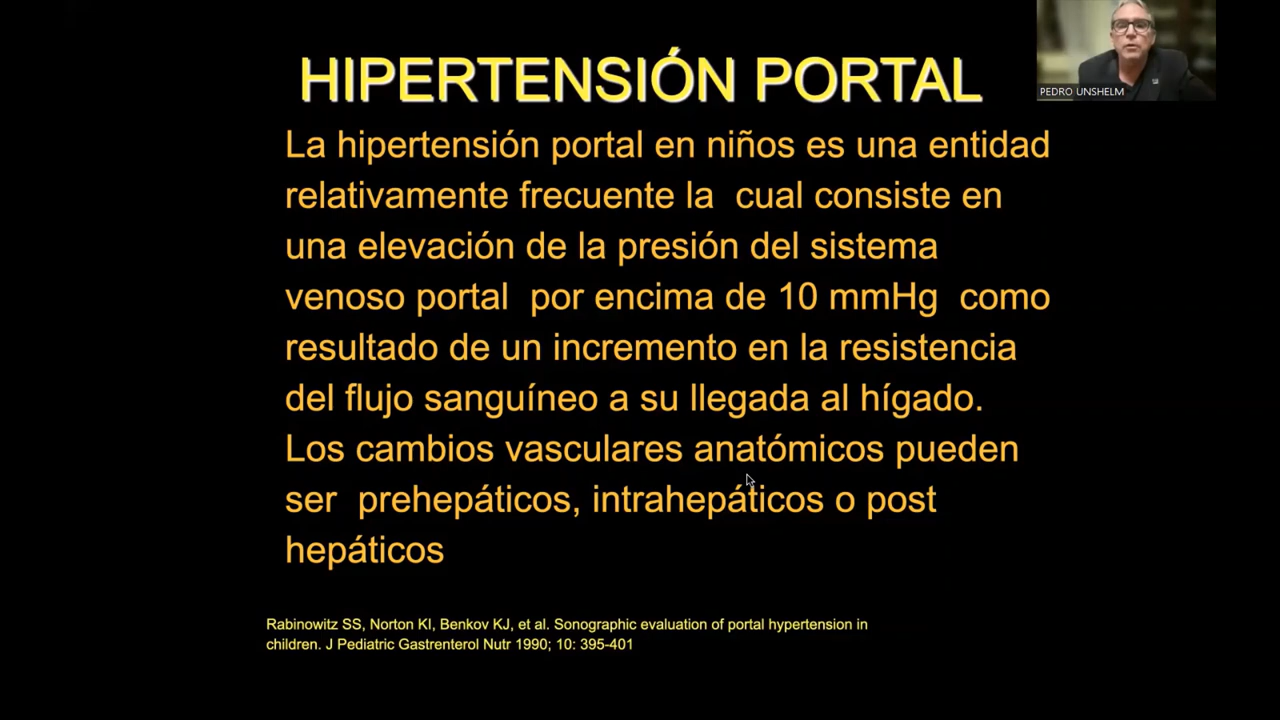 PEDRO UNSHELM
HIPERTENSIÓN PORTAL
La hipertensión portal en niños es una entidad
relativamente frecuente la cual consiste en
una elevación de la presión del sistema
venoso portal por encima de 10 mmHg como
resultado de un incremento en la resistencia
del flujo sanguíneo a su llegada al hígado.
Los cambios vasculares anatómicos pueden
ser prehepáticos, intrahepáticos o post
hepáticos
Rabinowitz SS, Norton KI, Benkov KJ, et al. Sonographic evaluation of portal hypertension in
children. J Pediatric Gastrenterol Nutr 1990; 10: 395-401